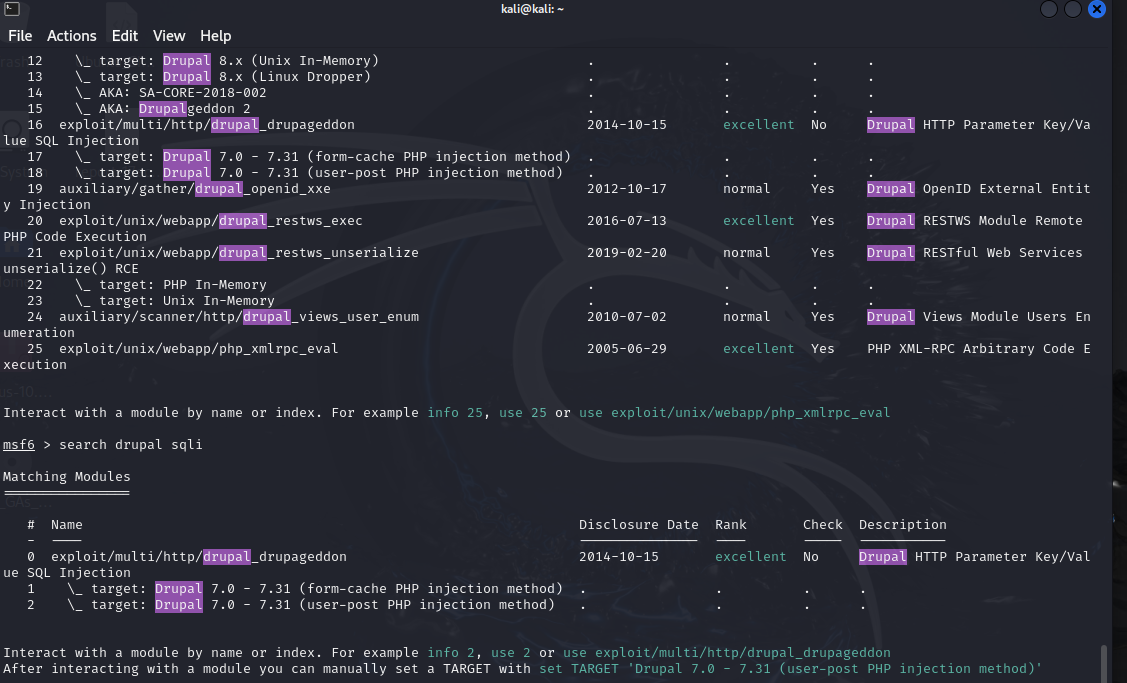 kali@kali: ~
File Actions Edit View Help
12 \_ target: Drupal 8.x (Unix In-Memory) . . . .
13 \_ target: Drupal 8.x (Linux Dropper) . . . .
14 \_ AKA: SA-CORE-2018-002 . . . .
15 \_ AKA: Drupalgeddon 2 . . . .
16 exploit/multi/http/drupal_drupageddon 2014-10-15 excellent No Drupal HTTP Parameter Key/Va
lue SQL Injection
17 \_ target: Drupal 7.0 - 7.31 (form-cache PHP injection method) . . . .
18 \_ target: Drupal 7.0 - 7.31 (user-post PHP injection method) . . . .
19 auxiliary/gather/drupal_openid_xxe 2012-10-17 normal Yes Drupal OpenID External Entit
y Injection
20 exploit/unix/webapp/drupal_restws_exec 2016-07-13 excellent Yes Drupal RESTWS Module Remote
PHP Code Execution
21 exploit/unix/webapp/drupal_restws_unserialize 2019-02-20 normal Yes Drupal RESTful Web Services
unserialize() RCE
22 \_ target: PHP In-Memory . . . .
23 \_ target: Unix In-Memory . . . .
24 auxiliary/scanner/http/drupal_views_user_enum 2010-07-02 normal Yes Drupal Views Module Users En
umeration
25 exploit/unix/webapp/php_xmlrpc_eval 2005-06-29 excellent Yes PHP XML-RPC Arbitrary Code E
xecution
Interact with a module by name or index. For example info 25, use 25 or use exploit/unix/webapp/php_xmlrpc_eval
msf6 > search drupal sqli
Matching Modules
================
# Name Disclosure Date Rank Check Description
- ---- --------------- ---- ----- -----------
0 exploit/multi/http/drupal_drupageddon 2014-10-15 excellent No Drupal HTTP Parameter Key/Val
ue SQL Injection
1 \_ target: Drupal 7.0 - 7.31 (form-cache PHP injection method) . . . .
2 \_ target: Drupal 7.0 - 7.31 (user-post PHP injection method) . . . .
Interact with a module by name or index. For example info 2, use 2 or use exploit/multi/http/drupal_drupageddon
After interacting with a module you can manually set a TARGET with set TARGET 'Drupal 7.0 - 7.31 (user-post PHP injection method)'